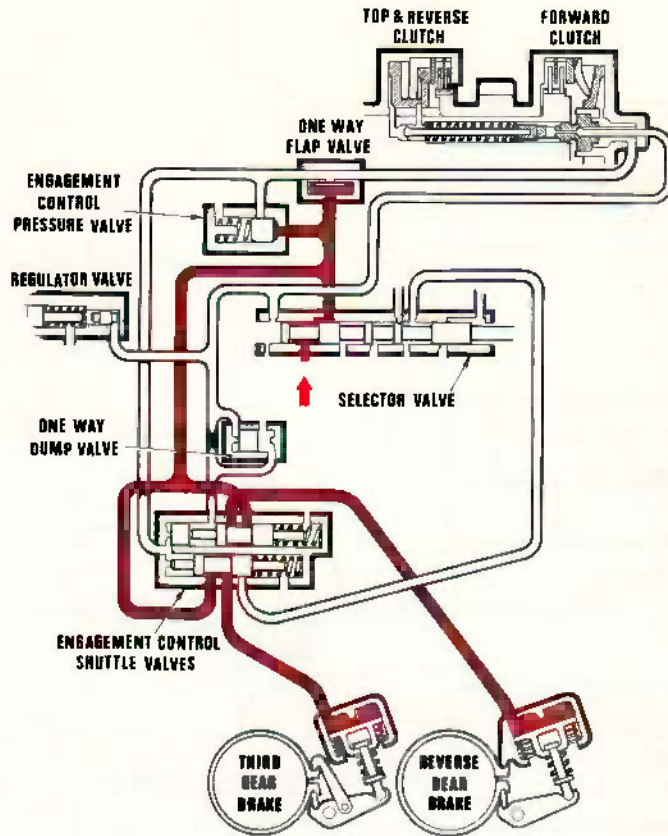 TOP & REVERSE
CLUTCH
FORWARD
CLUTCH
ONE WAY
FLAP VALVE
ENGAGEMENT
CONTROL
PRESSURE VALVE
REGULATOR VALVE
SELECTOR VALVE
ONE WAY
DUMP VALVE
ENGAGEMENT CONTROL
SHUTTLE VALVES
THIRD
GEAR
BRAKE
REVERSE
GEAR
BRAKE